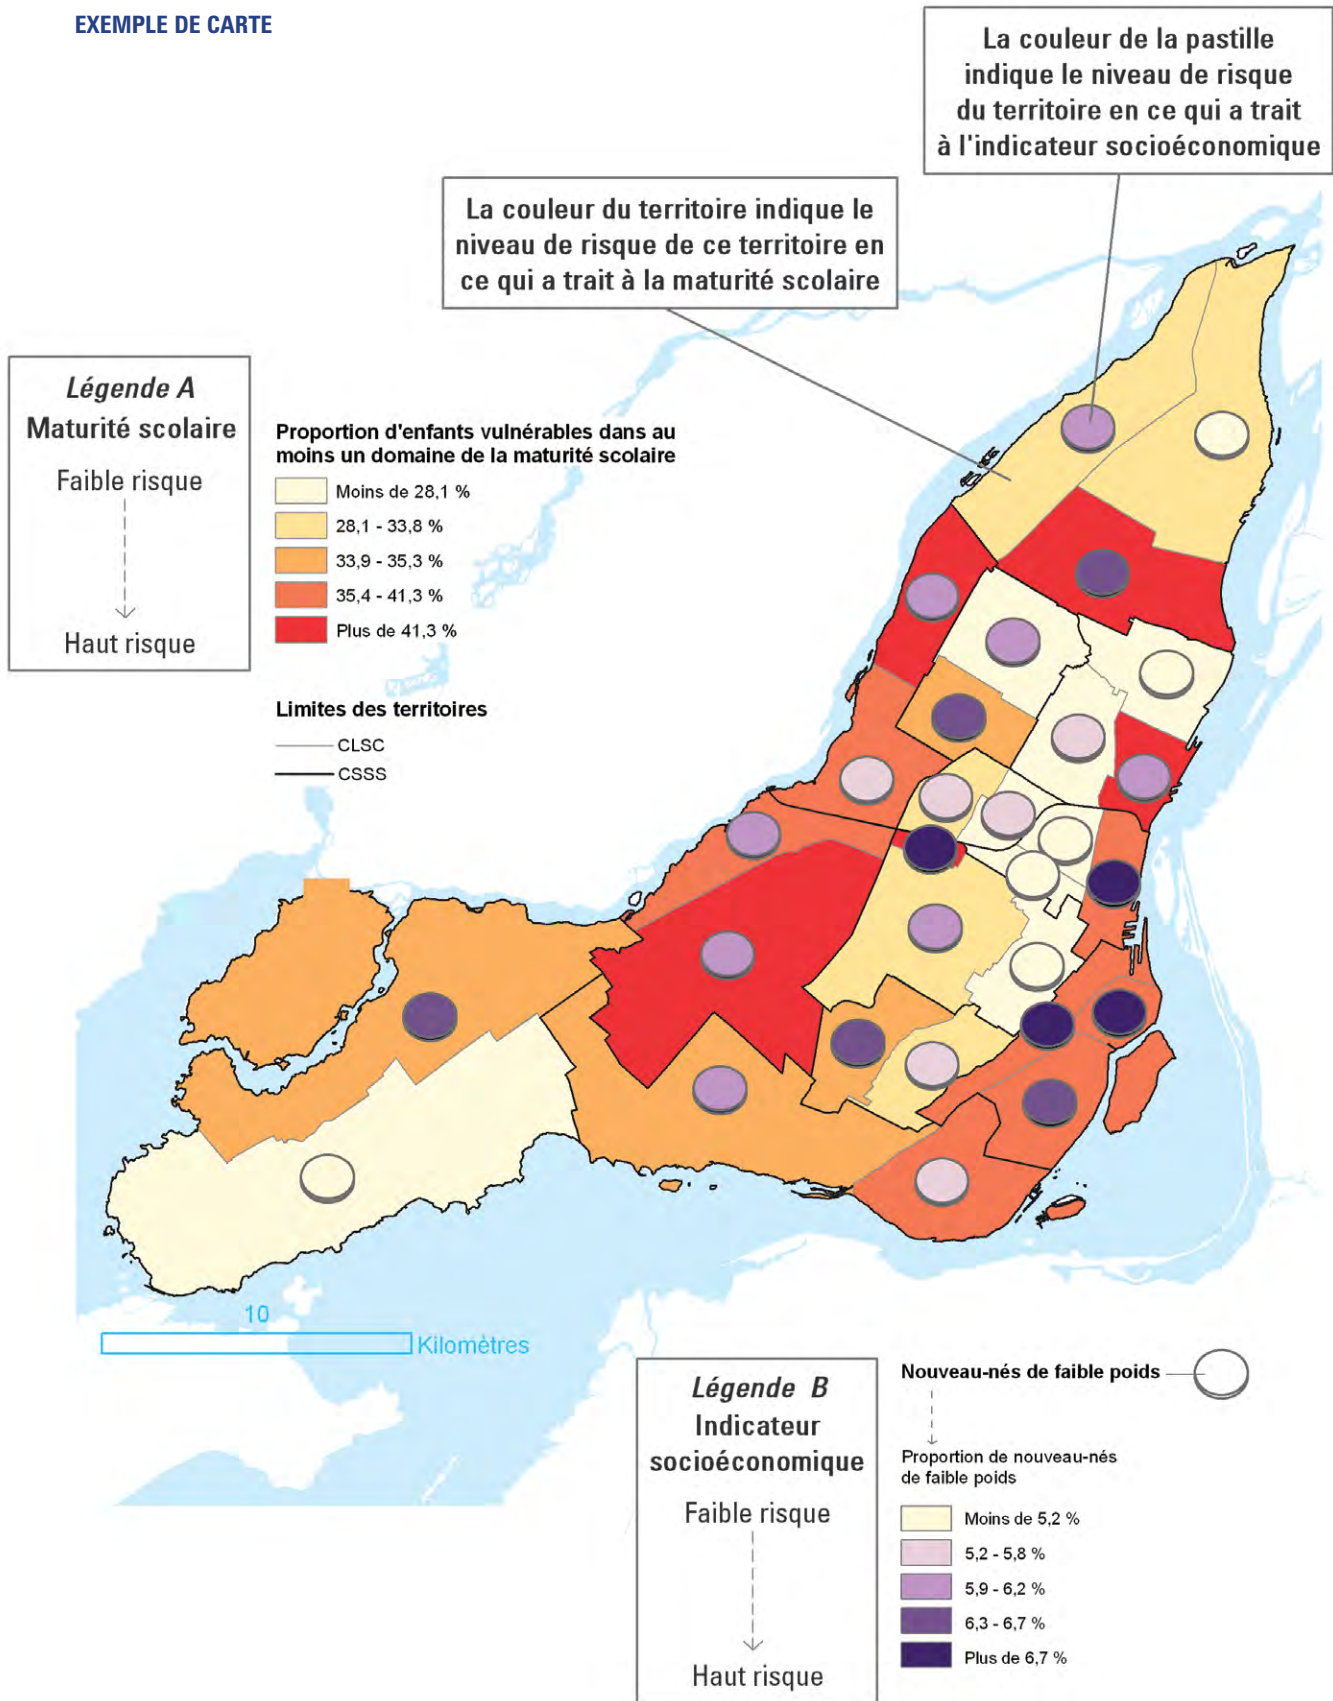 EXEMPLE DE CARTE
La couleur de la pastille
indique le niveau de risque
du territoire en ce qui a trait
à l'indicateur socioéconomique
La couleur du territoire indique le
niveau de risque de ce territoire en
ce qui a trait à la maturité scolaire
Légende A
Maturité scolaire
Faible risque
Haut risque
Proportion d'enfants vulnérables dans au
moins un domaine de la maturité scolaire
Moins de 28,1 %
28,1 - 33,8 %
33,9 - 35,3 %
35,4 - 41,3 %
Plus de 41,3 %
Limites des territoires
CLSC
CSSS
10
Kilomètres
Légende B
Indicateur
socioéconomique
Faible risque
Haut risque
Nouveau-nés de faible poids
Proportion de nouveau-nés
de faible poids
Moins de 5,2 %
5,2 - 5,8 %
5,9 - 6,2 %
6,3 - 6,7 %
Plus de 6,7 %